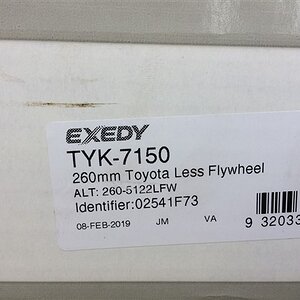 EXEDY
TYK-7150
260mm Toyota Less Flywheel
ALT: 260-5122LFW
Identifier:02541F73
08-FEB-2019 JM VA 9 32033